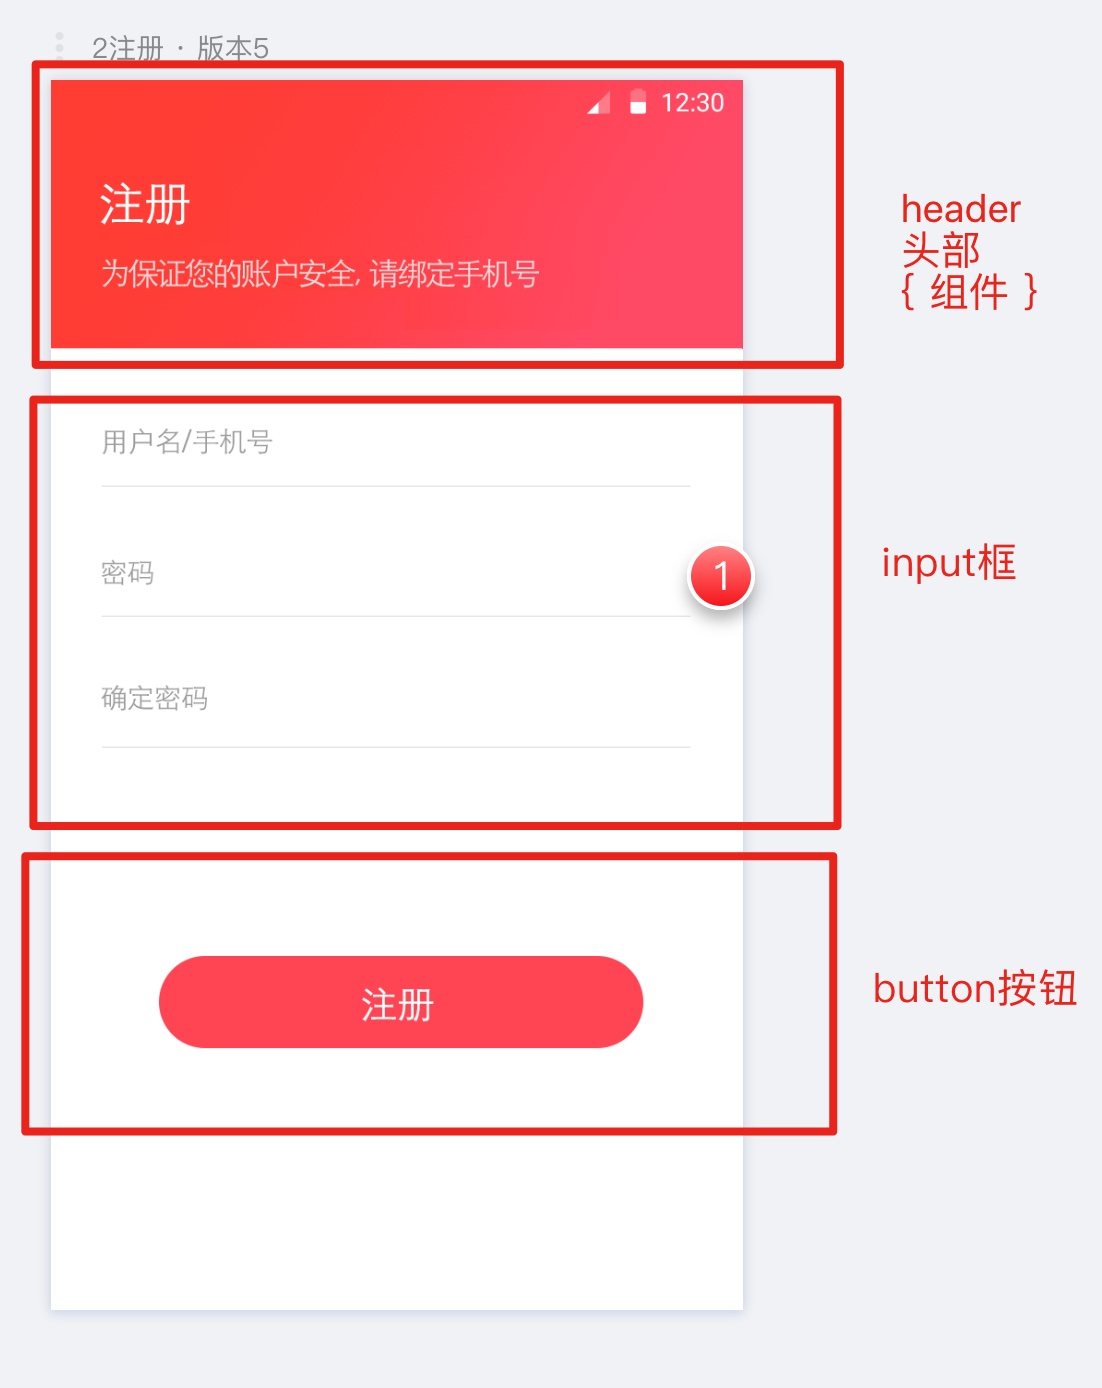 2注册 · 版本5
12:30
注册
为保证您的账户安全, 请绑定手机号
header
头部
{ 组件 }
用户名/手机号
密码
1
input框
确定密码
注册
button按钮